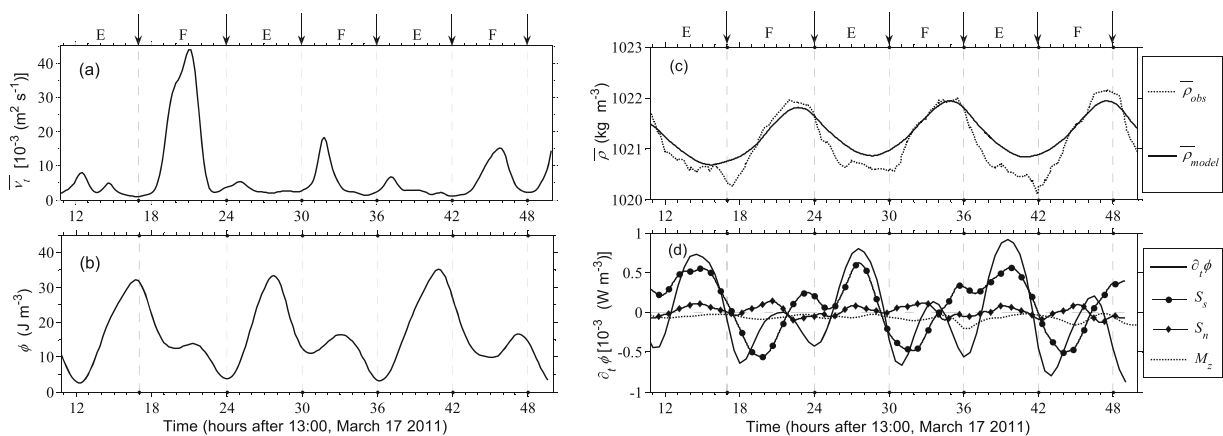 E F E F E F
(a)
40
30
20
10
0
ν̅t [10⁻³ (m² s⁻¹)]
12 18 24 30 36 42 48
(b)
40
30
20
10
0
ϕ (J m⁻³)
12 18 24 30 36 42 48
Time (hours after 13:00, March 17 2011)
E F E F E F
(c)
1023
1022
1021
1020
ρ̅ (kg m⁻³)
12 18 24 30 36 42 48
ρ̅obs
ρ̅model
(d)
1
0.5
0
-0.5
-1
∂tϕ [10⁻³ (W m⁻³)]
12 18 24 30 36 42 48
Time (hours after 13:00, March 17 2011)
∂tϕ
Ss
Sn
Mz